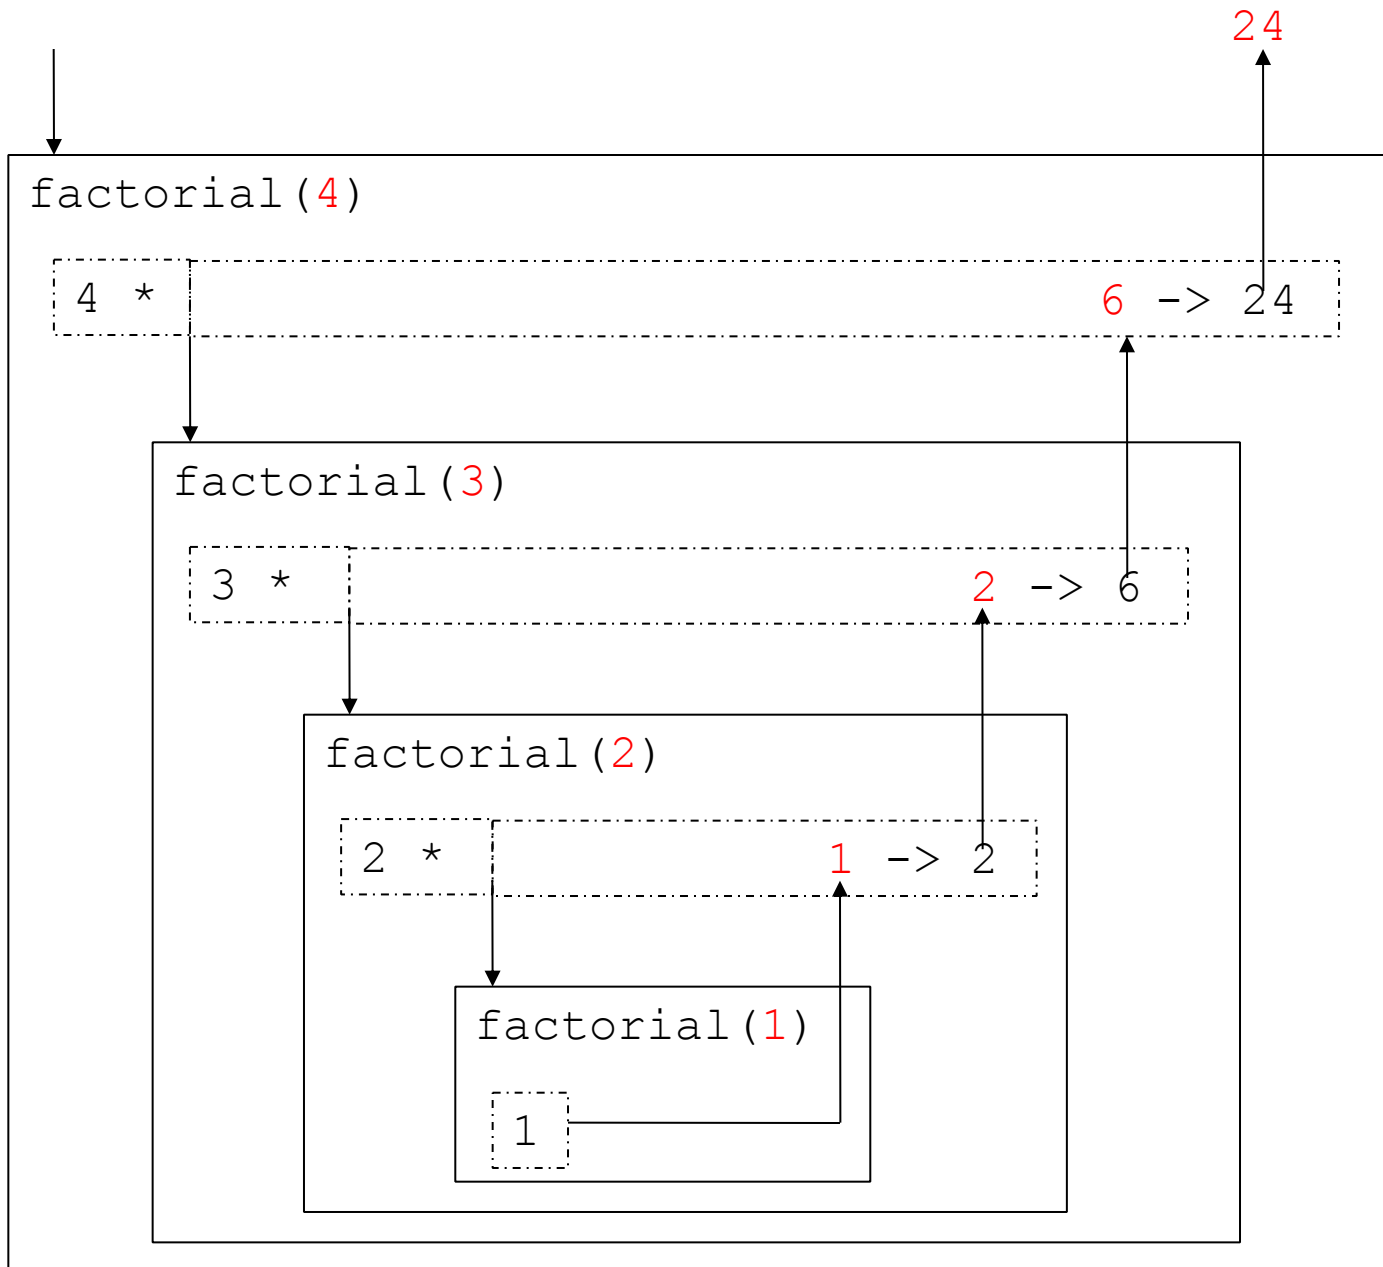 24
factorial(4)
4 * 6 -> 24
factorial(3)
3 * 2 -> 6
factorial(2)
2 * 1 -> 2
factorial(1)
1